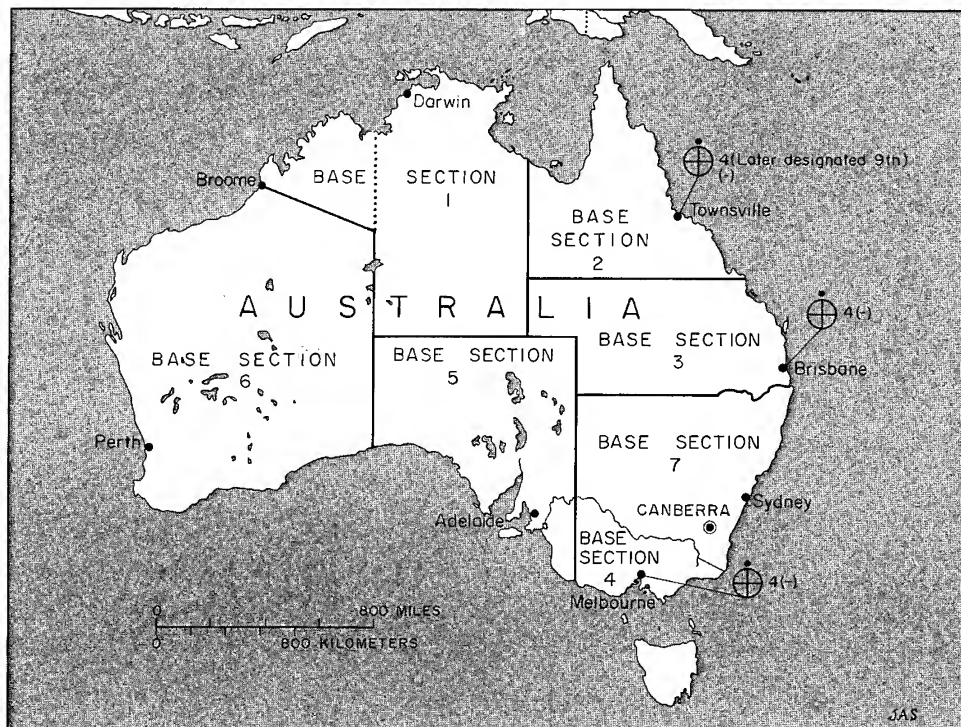 Darwin
4f(Later designated 9th)
(-)
Broome
BASE SECTION
1
Townsville
BASE
SECTION
2
AUSTRALIA
4(-)
BASE SECTION
3
BASE SECTION
6
BASE SECTION
5
Brisbane
Perth
BASE SECTION
7
Sydney
CANBERRA
Adelaide
BASE
SECTION
4
4(-)
Melbourne
0 800 MILES
0 800 KILOMETERS
JAS